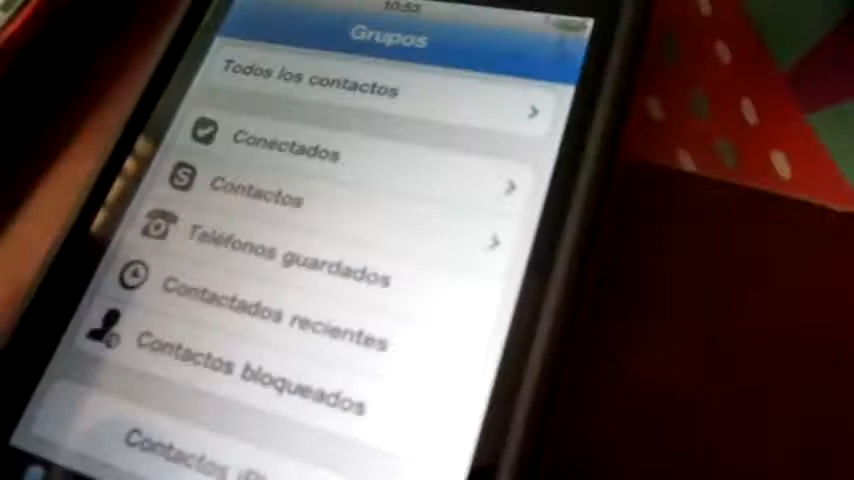 10:53
Grupos
Todos los contactos
Conectados
Contactos
Teléfonos guardados
Contactados recientes
Contactos bloqueados
Contactos